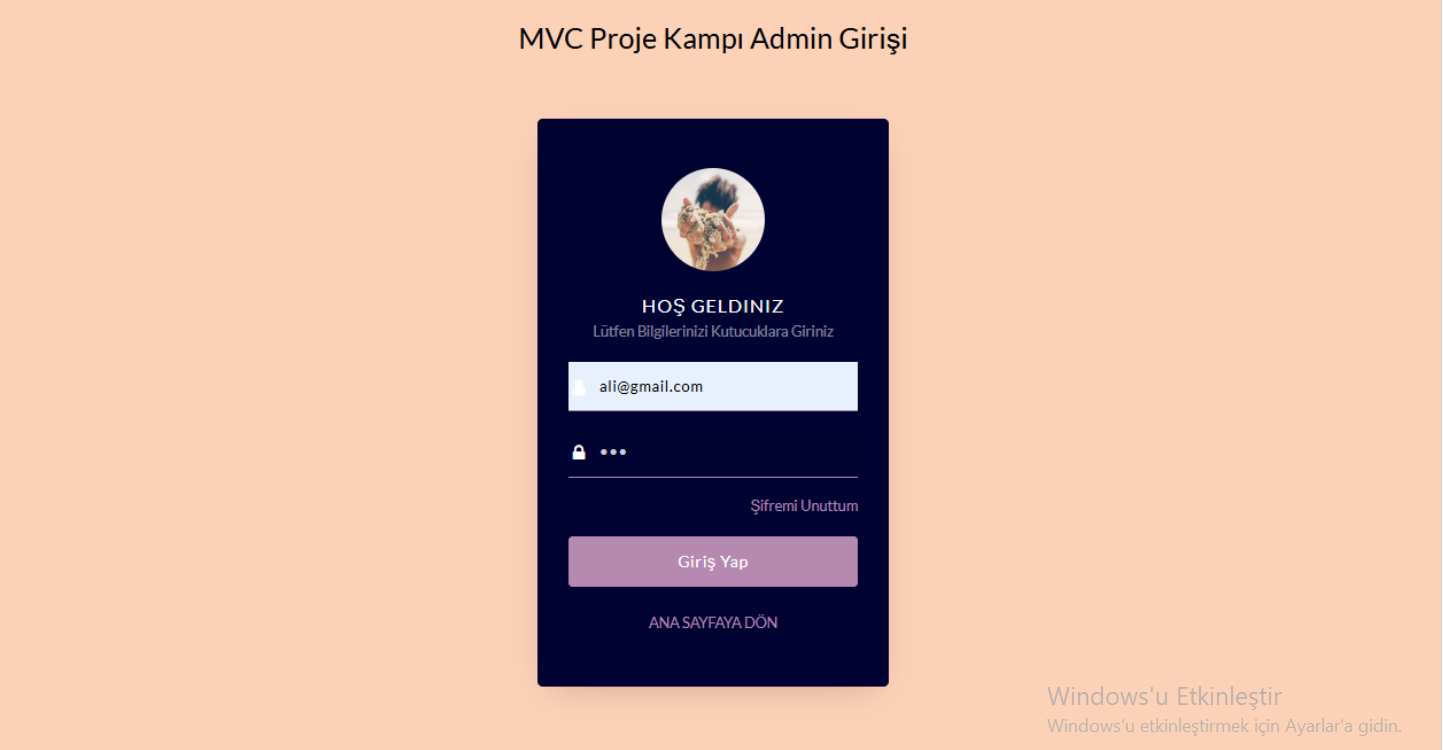 MVC Proje Kampı Admin Girişi
HOŞ GELDINIZ
Lütfen Bilgilerinizi Kutucuklara Giriniz
ali@gmail.com
•••
Şifremi Unuttum
Giriş Yap
ANA SAYFAYA DÖN
Windows'u Etkinleştir
Windows'u etkinleştirmek için Ayarlar'a gidin.